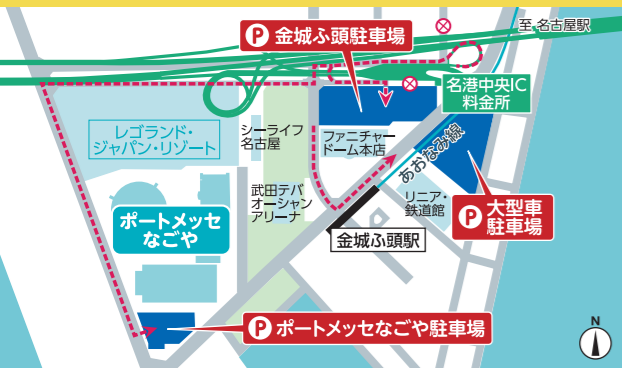 至 名古屋駅
P 金城ふ頭駐車場
名港中央IC
料金所
レゴランド・
ジャパン・リゾート
シーライフ
名古屋
ファニチャー
ドーム本店
あおなみ線
武田テバ
オーシャン
アリーナ
リニア・
鉄道館
P 大型車
駐車場
ポートメッセ
なごや
金城ふ頭駅
P ポートメッセなごや駐車場
N